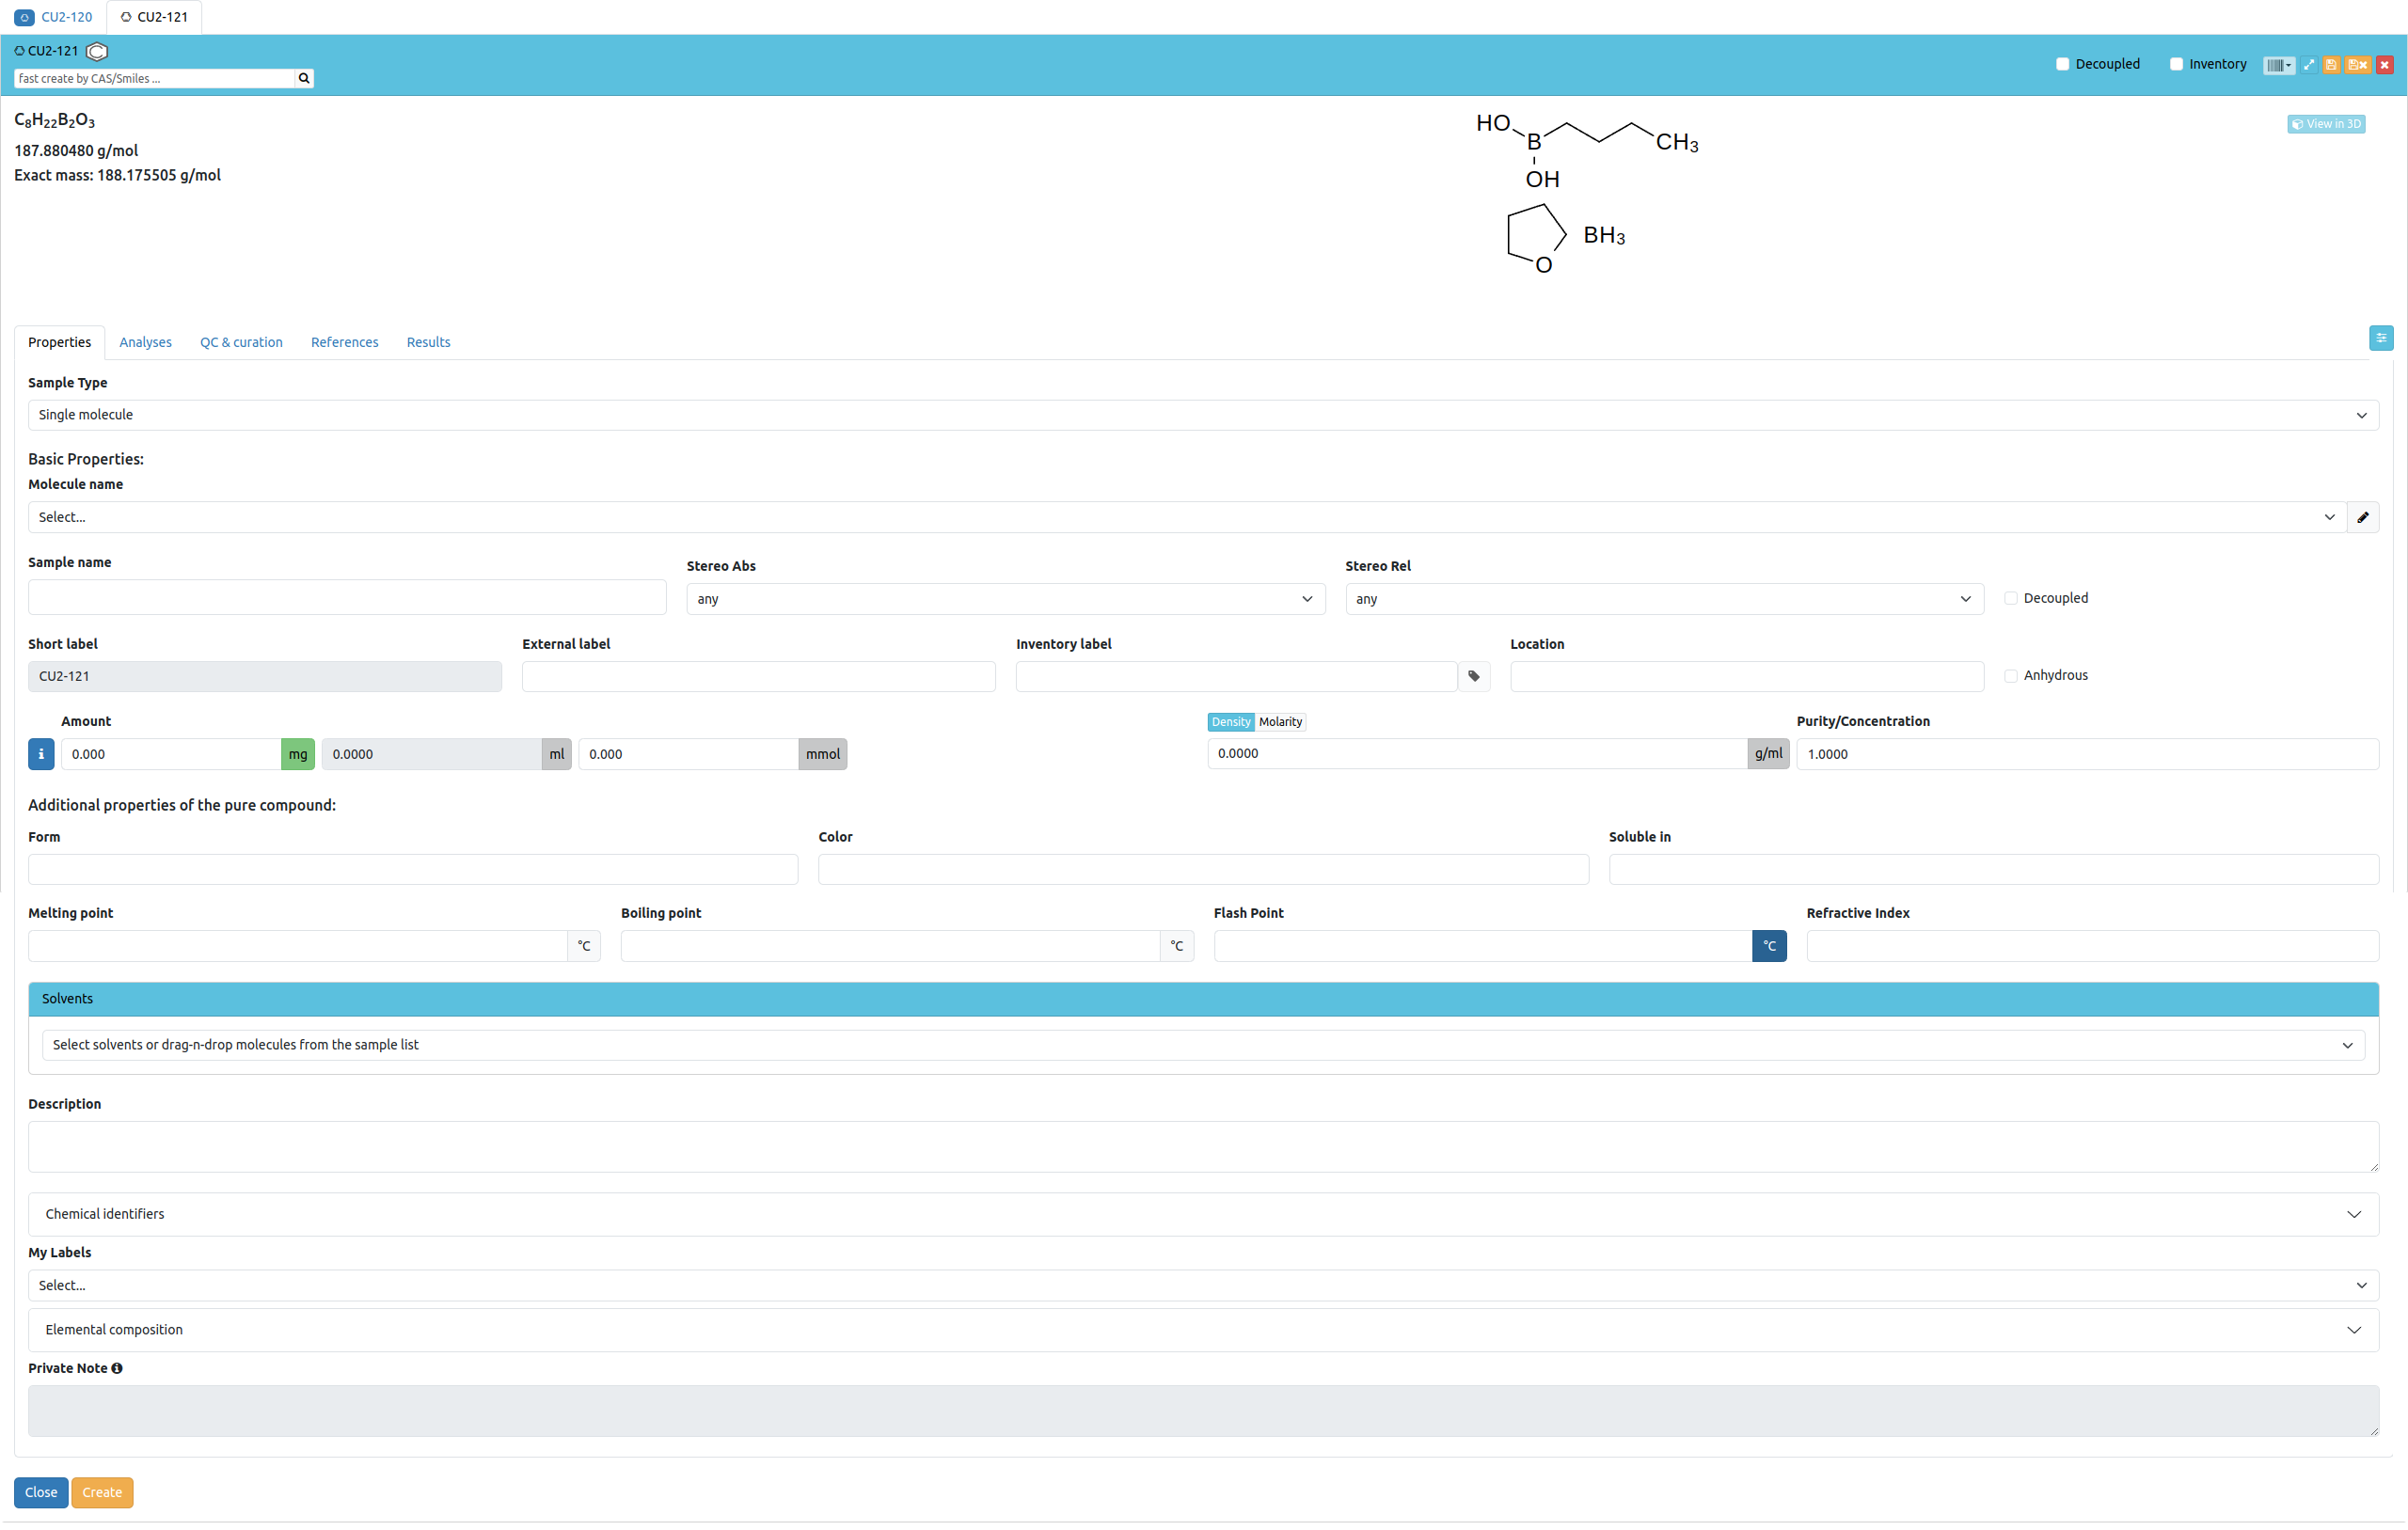 CU2-120 CU2-121
CU2-121
fast create by CAS/Smiles ...
Decoupled Inventory
C₈H₂₂B₂O₃
187.880480 g/mol
Exact mass: 188.175505 g/mol
HO
B
CH₃
OH
BH₃
O
View in 3D
Properties Analyses QC & curation References Results
Sample Type
Single molecule
Basic Properties:
Molecule name
Select...
Sample name Stereo Abs Stereo Rel
any any Decoupled
Short label External label Inventory label Location
CU2-121 Anhydrous
Amount Density Molarity Purity/Concentration
0.000 mg 0.0000 ml 0.000 mmol 0.0000 g/ml 1.0000
Additional properties of the pure compound:
Form Color Soluble in
Melting point Boiling point Flash Point Refractive Index
°C °C °C
Solvents
Select solvents or drag-n-drop molecules from the sample list
Description
Chemical identifiers
My Labels
Select...
Elemental composition
Private Note
Close Create